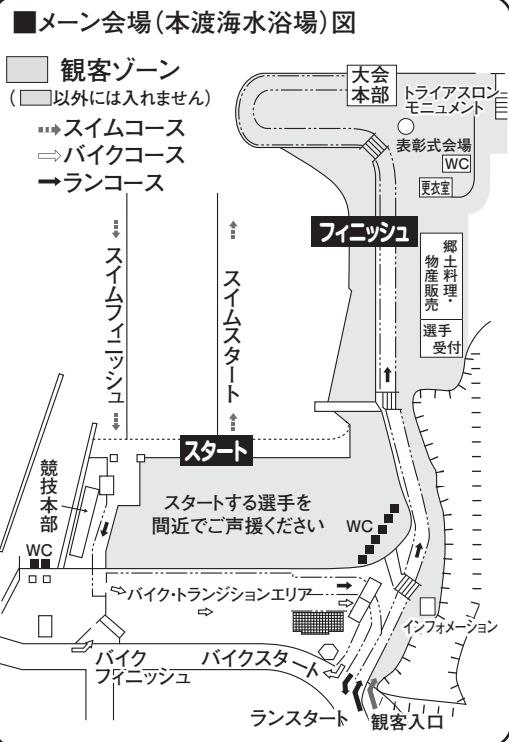 ■メーン会場(本渡海水浴場)図
観客ゾーン
(　以外には入れません)
スイムコース
⇨バイクコース
➡ランコース
大会
本部
トライアスロン
モニュメント
表彰式会場
WC
更衣室
フィニッシュ
郷土料理・
物産販売
選手
受付
スイムフィニッシュ
スイムスタート
スタート
競技本部
スタートする選手を
間近でご声援ください
WC
WC
バイク・トランジションエリア
インフォメーション
バイク
フィニッシュ
バイクスタート
ランスタート
観客入口